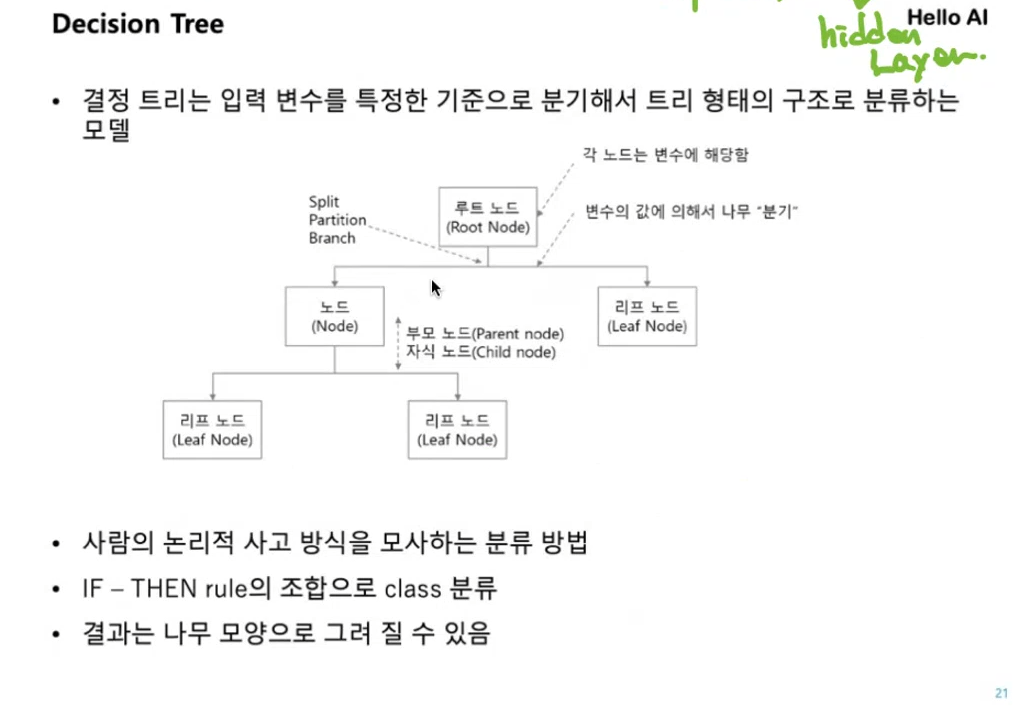 Decision Tree
Hello AI
hidden
Layer.
• 결정 트리는 입력 변수를 특정한 기준으로 분기해서 트리 형태의 구조로 분류하는
모델
각 노드는 변수에 해당함
Split
Partition
Branch
루트 노드
(Root Node)
변수의 값에 의해서 나무 “분기”
노드
(Node)
리프 노드
(Leaf Node)
부모 노드(Parent node)
자식 노드(Child node)
리프 노드
(Leaf Node)
리프 노드
(Leaf Node)
• 사람의 논리적 사고 방식을 모사하는 분류 방법
• IF – THEN rule의 조합으로 class 분류
• 결과는 나무 모양으로 그려 질 수 있음
21